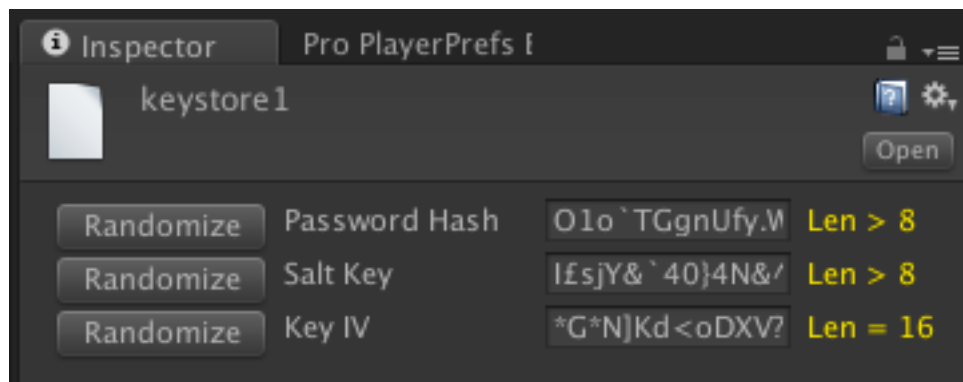 Inspector Pro PlayerPrefs E
keystore1
Open
Randomize Password Hash O1o`TGgnUfy.W Len > 8
Randomize Salt Key I£sjY&`40}4N&^ Len > 8
Randomize Key IV *G*N]Kd<oDXV? Len = 16